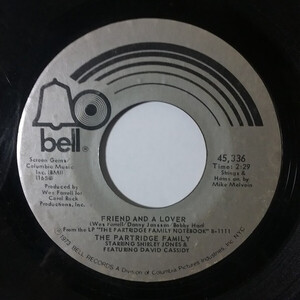 bell
Screen Gems-
Columbia Music
Inc. (BMI)
Produced by
Wes Farrell for
Coral Rock
Productions, Inc.
45,336
Time: 2:29
Strings &
Horns arr. by
Mike Melvoin
FRIEND AND A LOVER
(Wes Farrell/Danny Janssen/Bobby Hart)
From the LP "THE PARTRIDGE FAMILY NOTEBOOK" B-1111
THE PARTRIDGE FAMILY
STARRING SHIRLEY JONES &
FEATURING DAVID CASSIDY
©1973 BELL RECORDS A Division of Columbia Pictures Industries, Inc.